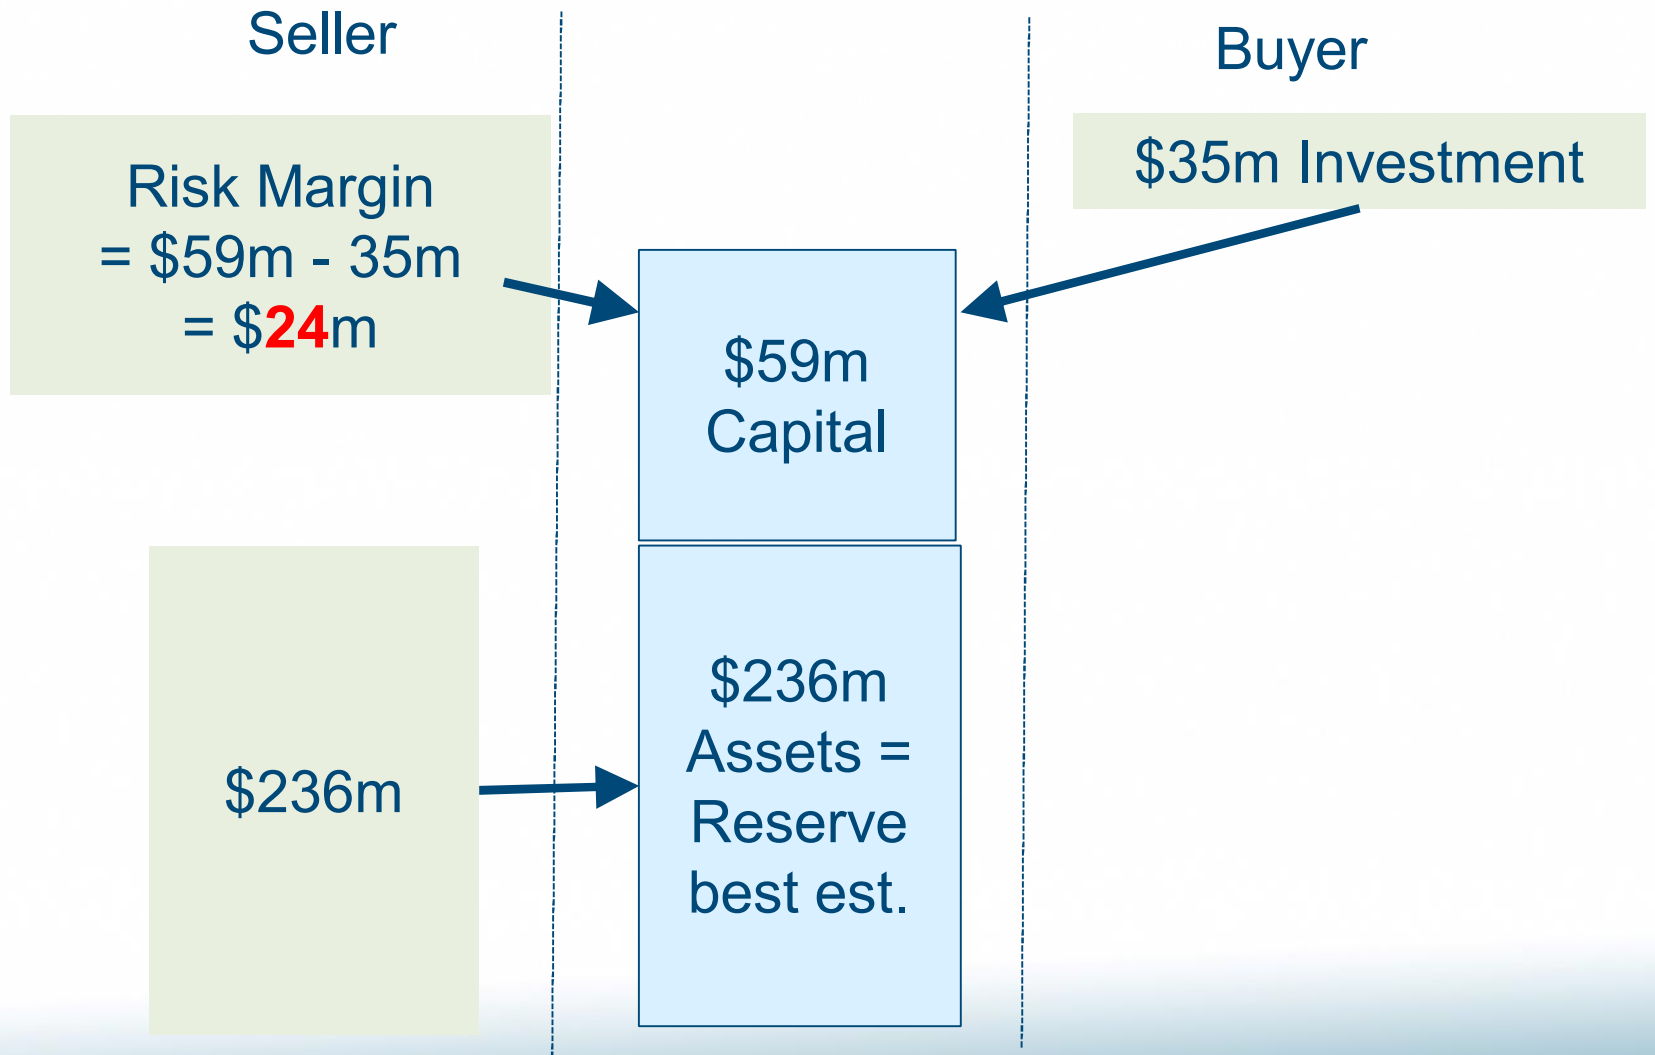 Seller
Buyer
Risk Margin
= $59m - 35m
= $24m
$35m Investment
$59m
Capital
$236m
$236m
Assets =
Reserve
best est.